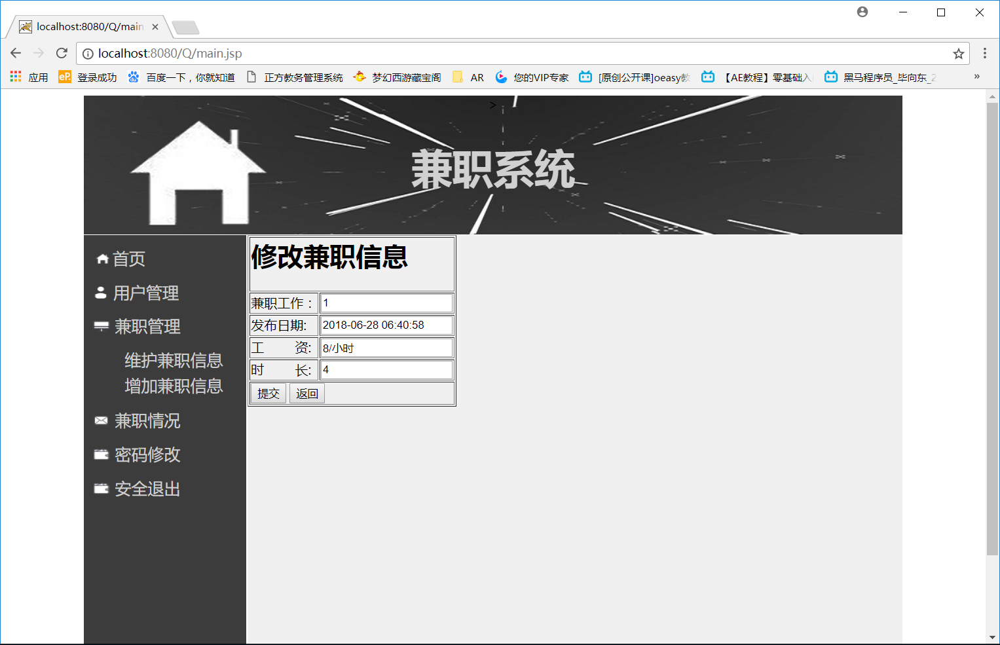 localhost:8080/Q/main
localhost:8080/Q/main.jsp
应用 登录成功 百度一下，你就知道 正方教务管理系统 梦幻西游藏宝阁 AR 您的VIP专家 [原创公开课]oeasy教 【AE教程】零基础入 黑马程序员_毕向东_2 »
>
兼职系统
首页
用户管理
兼职管理
维护兼职信息
增加兼职信息
兼职情况
密码修改
安全退出
修改兼职信息
兼职工作： 1
发布日期: 2018-06-28 06:40:58
工 资: 8/小时
时 长: 4
提交 返回